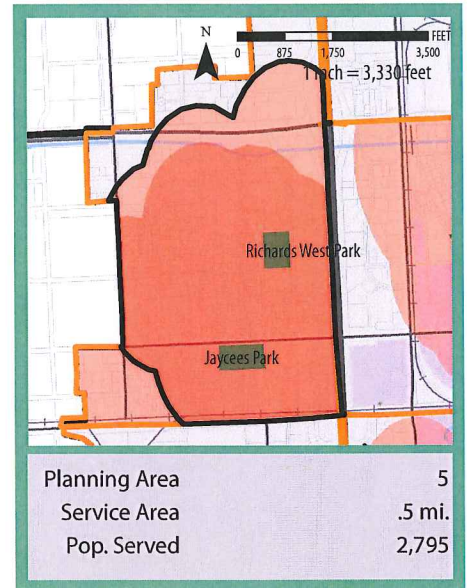 N
FEET
0 875 1,750 3,500
1 inch = 3,330 feet
Richards West Park
Jaycees Park
Planning Area 5
Service Area .5 mi.
Pop. Served 2,795